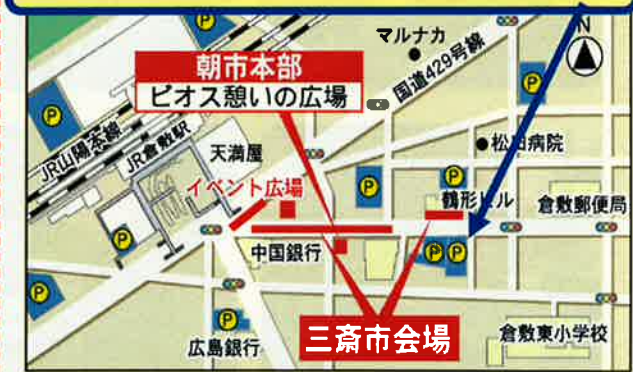 マルナカ
N
国道429号線
朝市本部
ビオス憩いの広場
P
P
P
JR山陽本線
JR倉敷駅
天満屋
松田病院
イベント広場
P
P
鶴形ビル
倉敷郵便局
P
中国銀行
P P
P
P
広島銀行
三斎市会場
倉敷東小学校